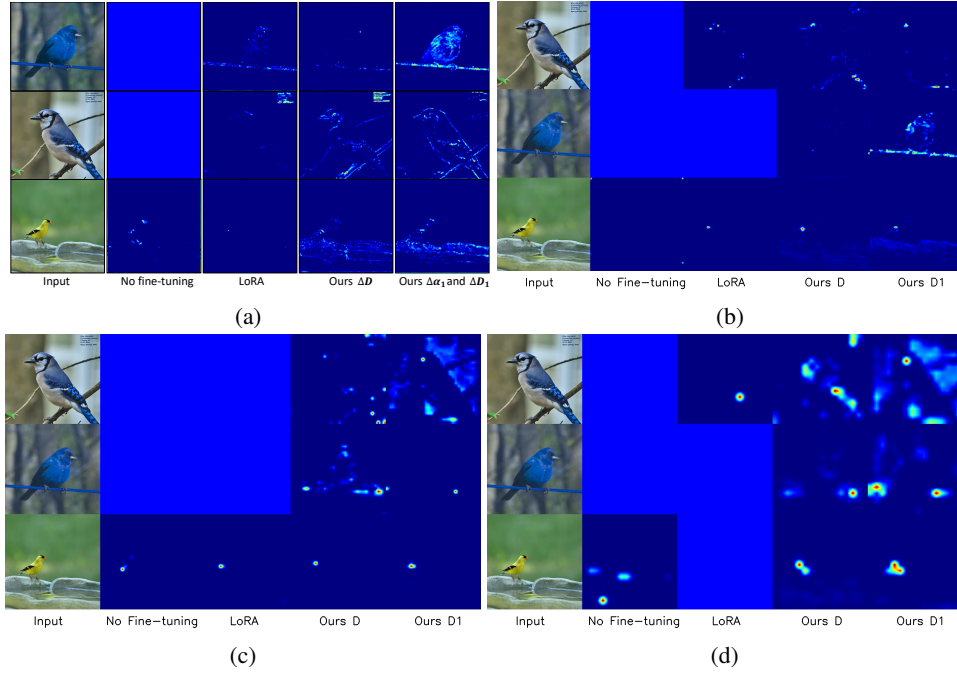 Input No fine-tuning LoRA Ours ΔD Ours Δα₁ and ΔD₁
(a)
Input No Fine-tuning LoRA Ours D Ours D1
(b)
Input No Fine-tuning LoRA Ours D Ours D1
(c)
Input No Fine-tuning LoRA Ours D Ours D1
(d)